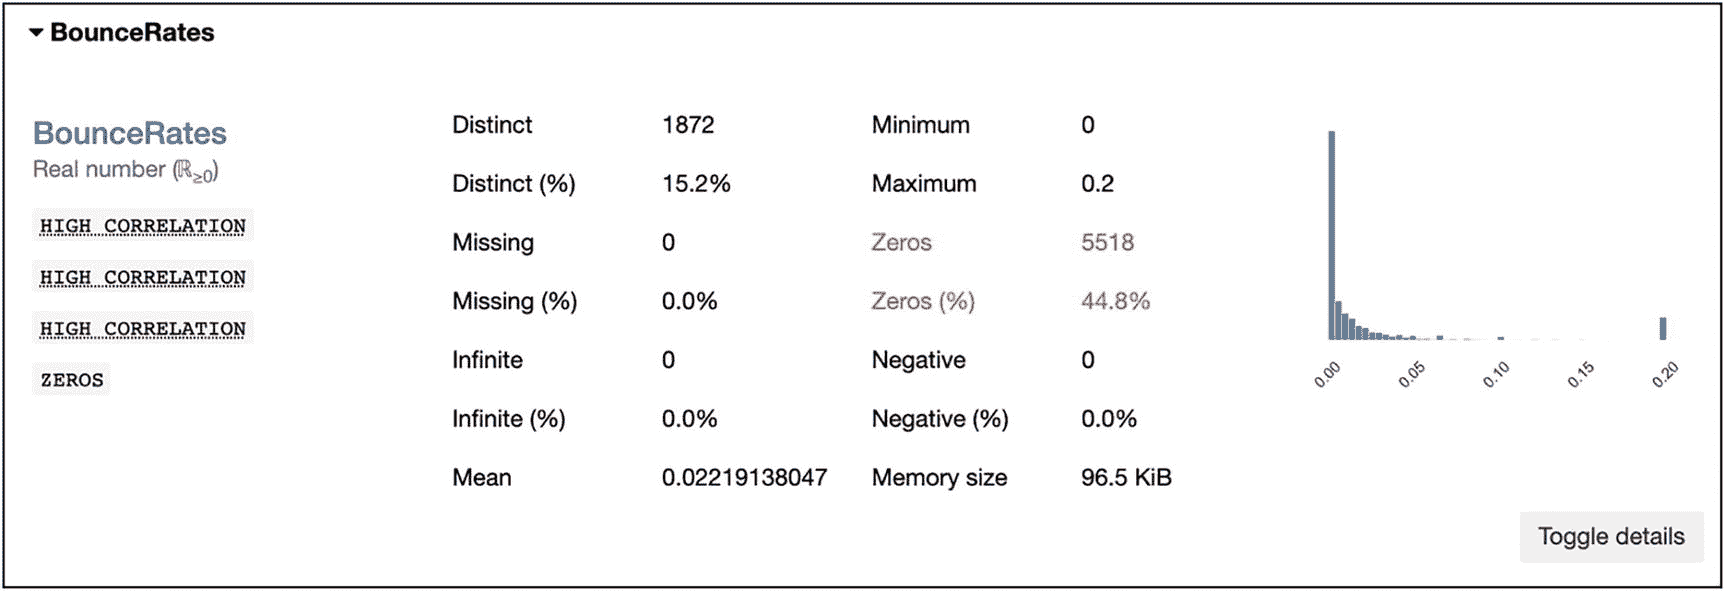 BounceRates
BounceRates
Real number (ℝ≥0)
HIGH CORRELATION
HIGH CORRELATION
HIGH CORRELATION
ZEROS
Distinct 1872
Distinct (%) 15.2%
Missing 0
Missing (%) 0.0%
Infinite 0
Infinite (%) 0.0%
Mean 0.02219138047
Minimum 0
Maximum 0.2
Zeros 5518
Zeros (%) 44.8%
Negative 0
Negative (%) 0.0%
Memory size 96.5 KiB
0.00 0.05 0.10 0.15 0.20
Toggle details